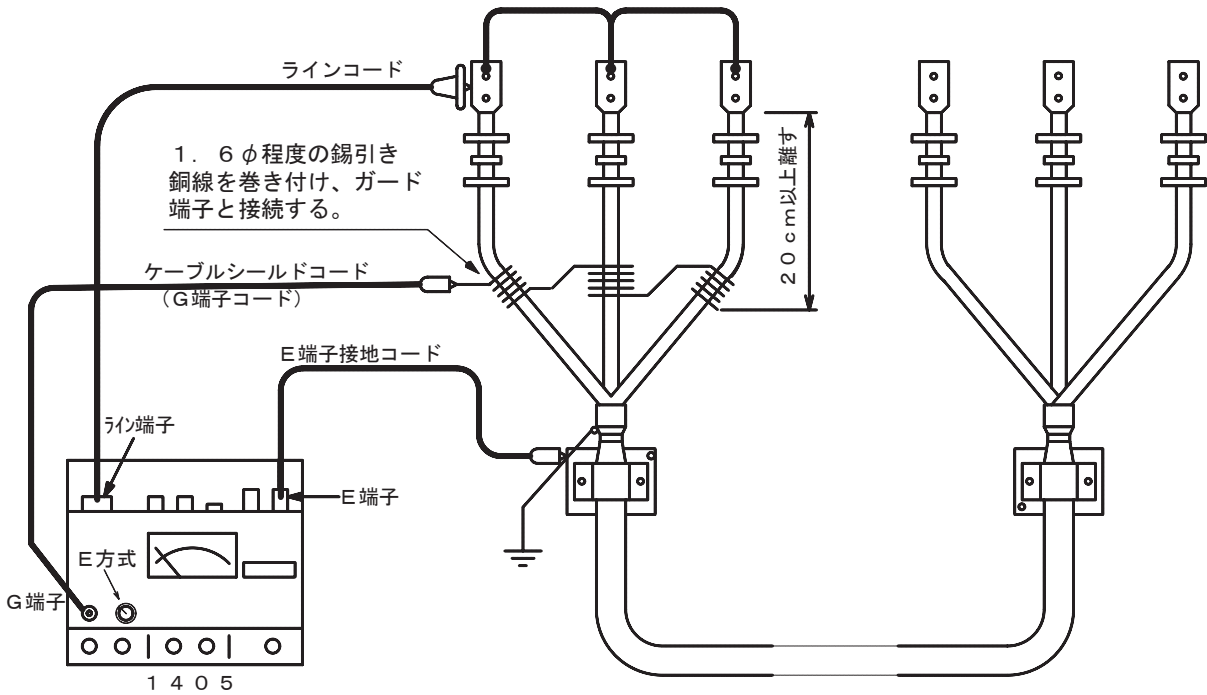 ラインコード
１．６φ程度の錫引き
銅線を巻き付け、ガード
端子と接続する。
２０ｃｍ以上離す
ケーブルシールドコード
（Ｇ端子コード）
Ｅ端子接地コード
ﾗｲﾝ端子
Ｅ端子
Ｅ方式
Ｇ端子
１４０５